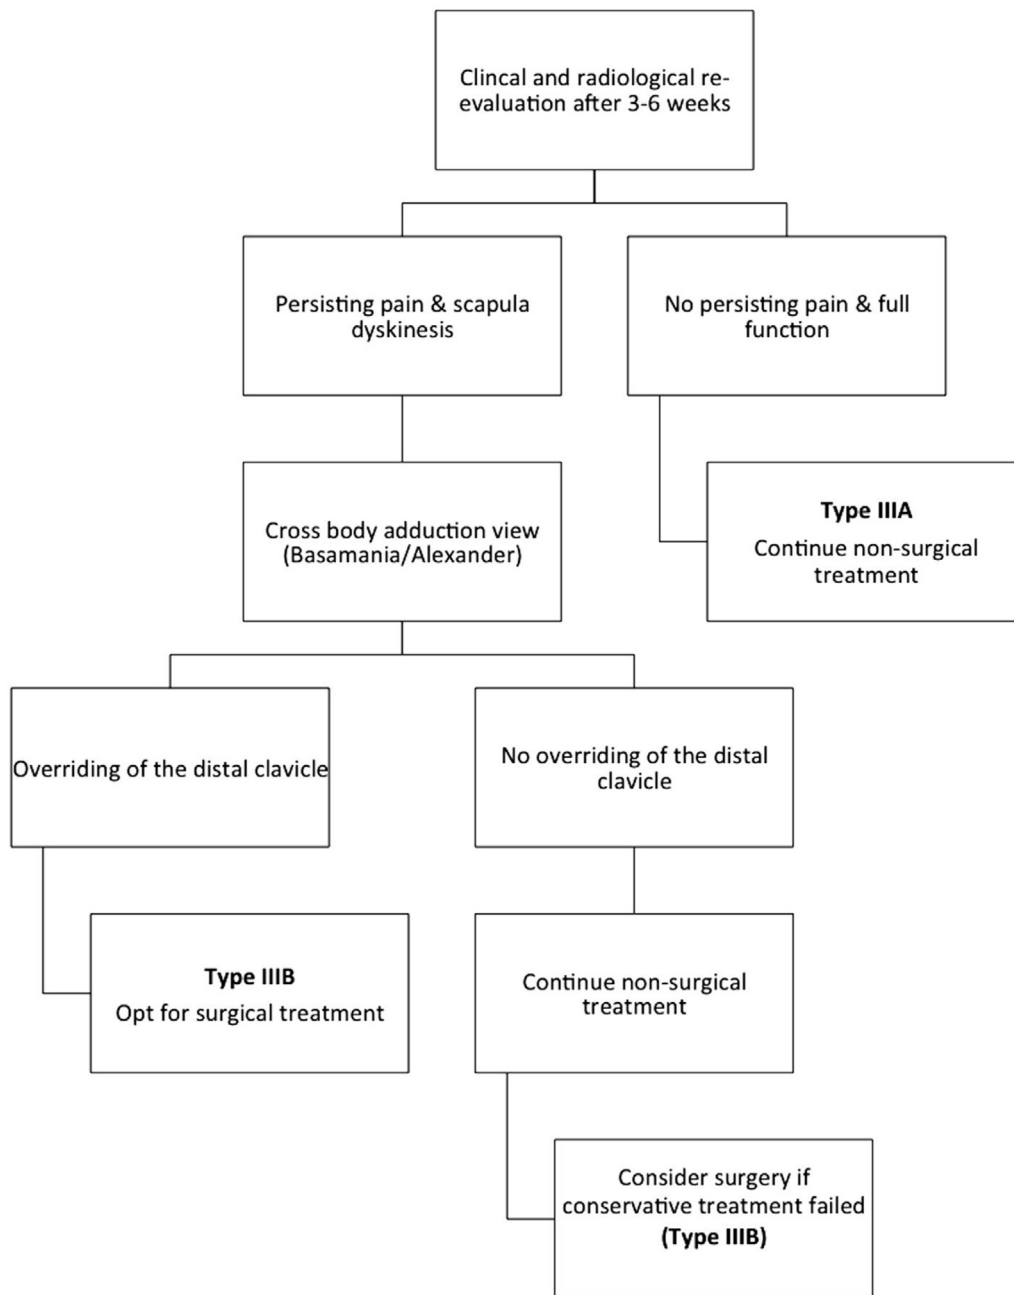 Clincal and radiological re-
evaluation after 3-6 weeks
Persisting pain & scapula
dyskinesis
No persisting pain & full
function
Cross body adduction view
(Basamania/Alexander)
Type IIIA
Continue non-surgical
treatment
Overriding of the distal clavicle
No overriding of the distal
clavicle
Type IIIB
Opt for surgical treatment
Continue non-surgical
treatment
Consider surgery if
conservative treatment failed
(Type IIIB)